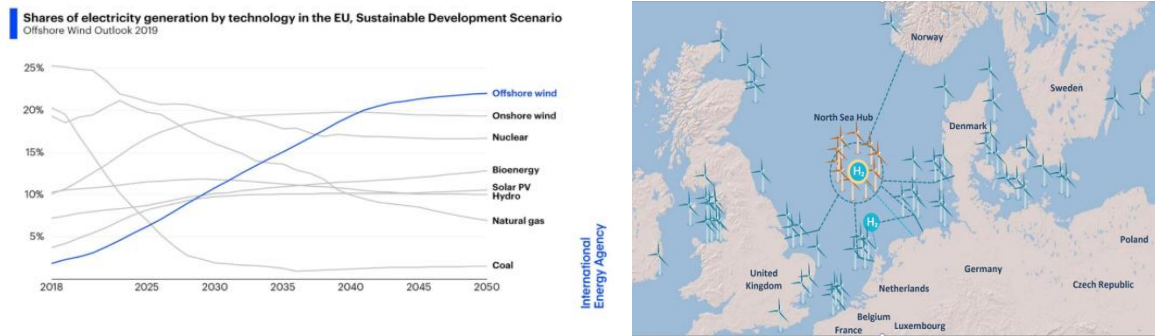 Shares of electricity generation by technology in the EU, Sustainable Development Scenario
Offshore Wind Outlook 2019
25%
20%
15%
10%
5%
2018
2025
2030
2035
2040
2045
2050
Offshore wind
Onshore wind
Nuclear
Bioenergy
Solar PV
Hydro
Natural gas
Coal
International
Energy Agency
Norway
Sweden
North Sea Hub
Denmark
H₂
H₂
Poland
United
Kingdom
Germany
Netherlands
Czech Republic
Belgium
Luxembourg
France